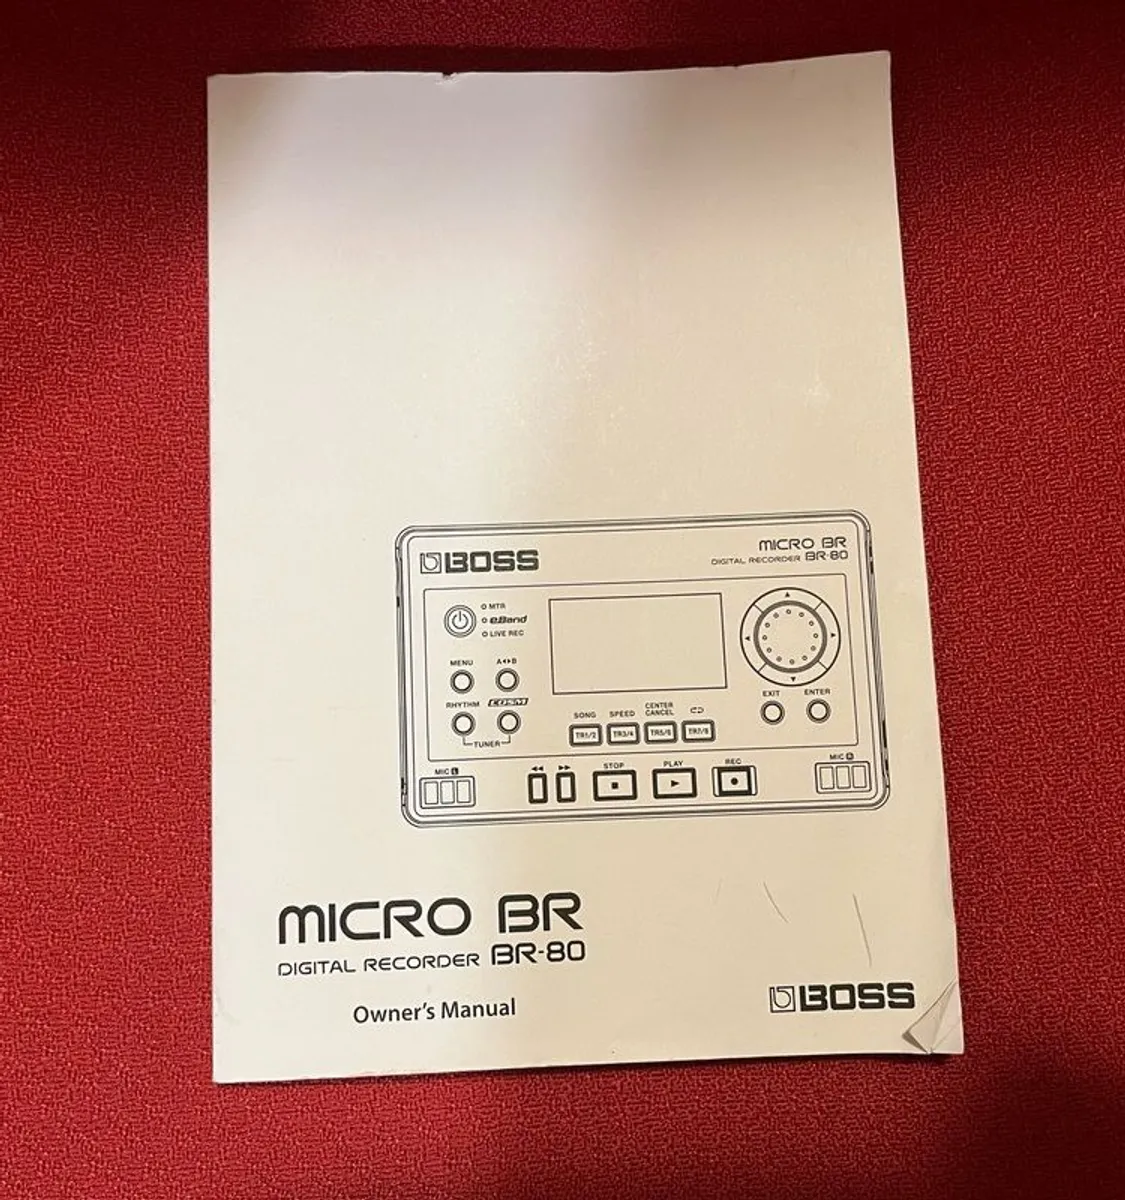 BOSS
MICRO BR
DIGITAL RECORDER BR-80
MTR
eBand
LIVE REC
MENU A◄►B
RHYTHM COSM
TUNER
SONG SPEED CENTER CANCEL
TR1/2 TR3/4 TR5/6 TR7/8
EXIT ENTER
MIC L
◄◄ ►► STOP PLAY REC
MIC R
MICRO BR
DIGITAL RECORDER BR-80
Owner's Manual
BOSS